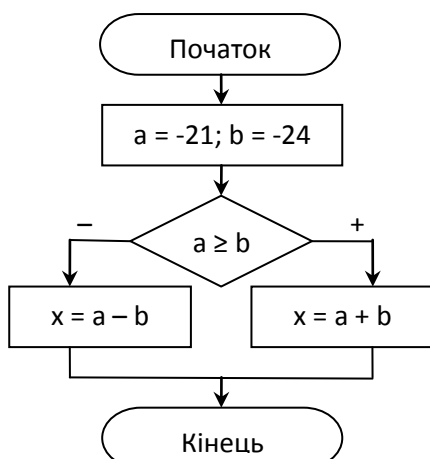 Початок
a = -21; b = -24
– +
a ≥ b
x = a – b x = a + b
Кінець